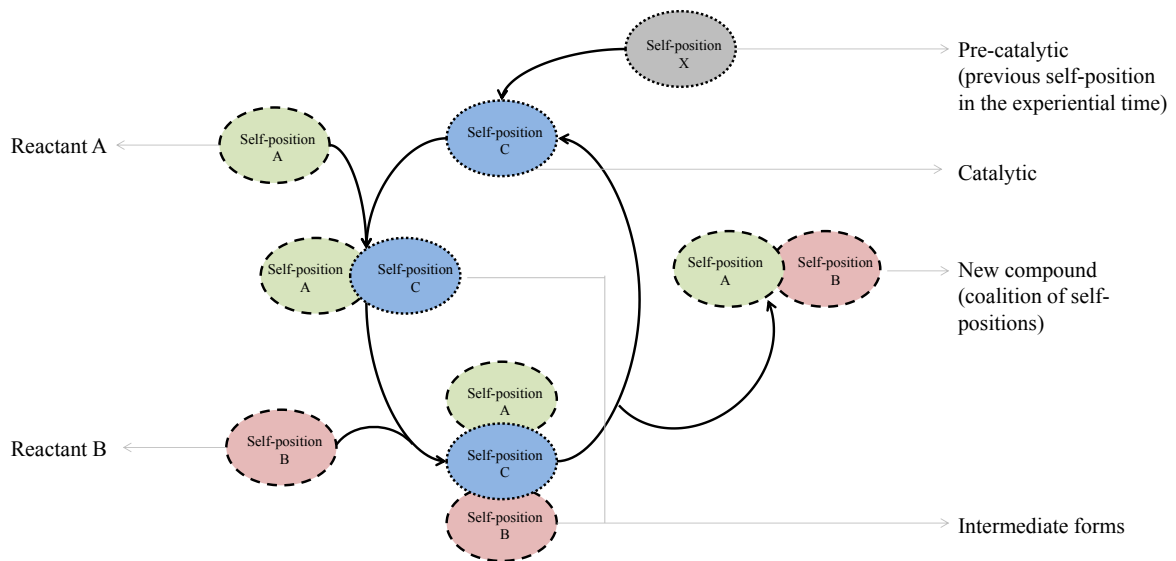 Self-position
X
Pre-catalytic
(previous self-position
in the experiential time)
Reactant A
Self-position
A
Self-position
C
Catalytic
Self-position
A
Self-position
C
Self-position
A
Self-position
B
New compound
(coalition of self-
positions)
Reactant B
Self-position
B
Self-position
A
Self-position
C
Self-position
B
Intermediate forms